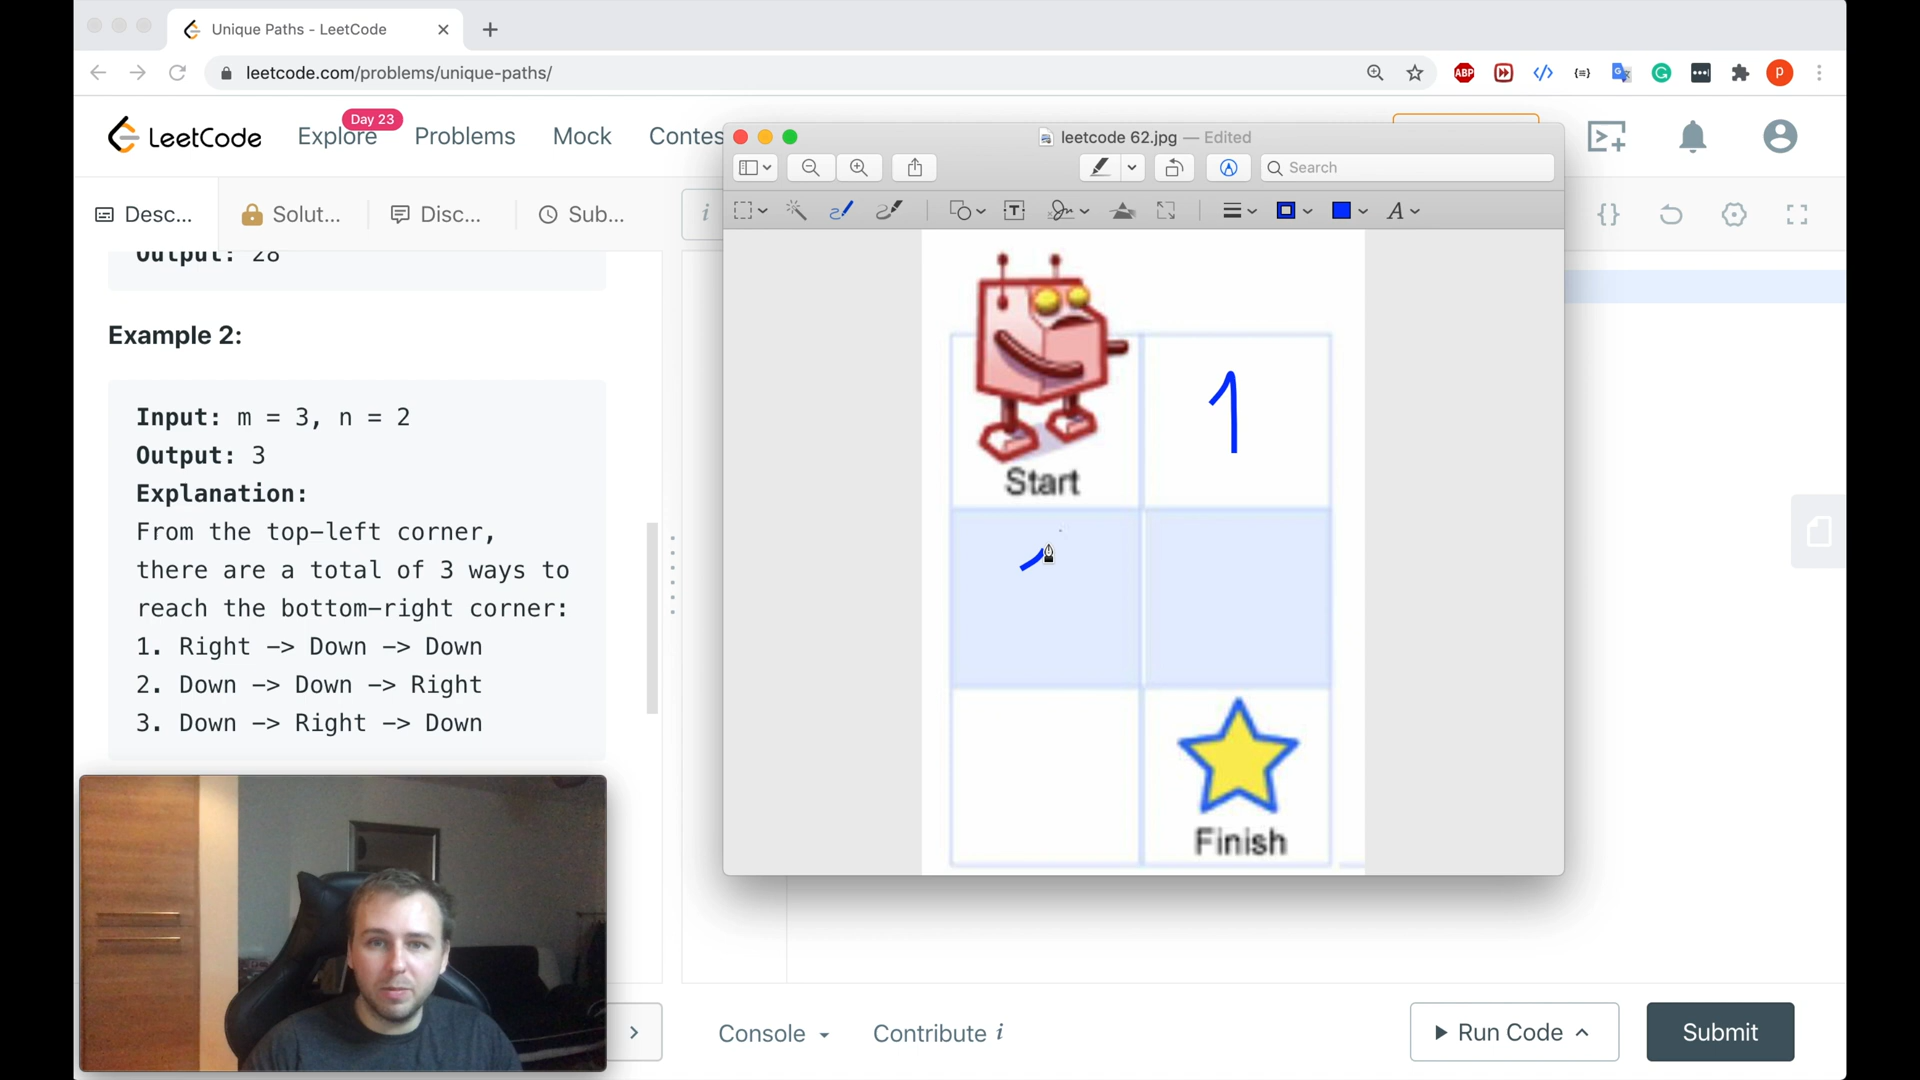 Unique Paths - LeetCode
leetcode.com/problems/unique-paths/
ABP
P
LeetCode
Explore
Day 23
Problems
Mock
Contes
leetcode 62.jpg — Edited
Search
Desc...
Solut...
Disc...
Sub...
i
T
A
Output: 28
Example 2:
Input: m = 3, n = 2
Output: 3
Explanation:
From the top-left corner,
there are a total of 3 ways to
reach the bottom-right corner:
1. Right -> Down -> Down
2. Down -> Down -> Right
3. Down -> Right -> Down
1
Start
Finish
Console
Contribute i
Run Code
Submit